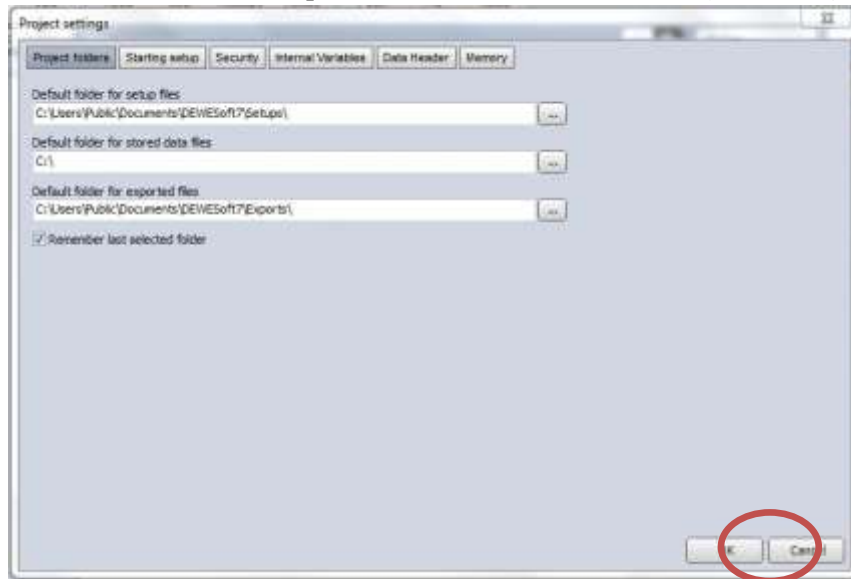 Project settings
Project folders Starting setup Security Internal Variables Data Header Memory
Default folder for setup files
C:\Users\Public\Documents\DEWESoft7\Setups\
...
Default folder for stored data files
C:\
...
Default folder for exported files
C:\Users\Public\Documents\DEWESoft7\Exports\
...
Remember last selected folder
OK Cancel